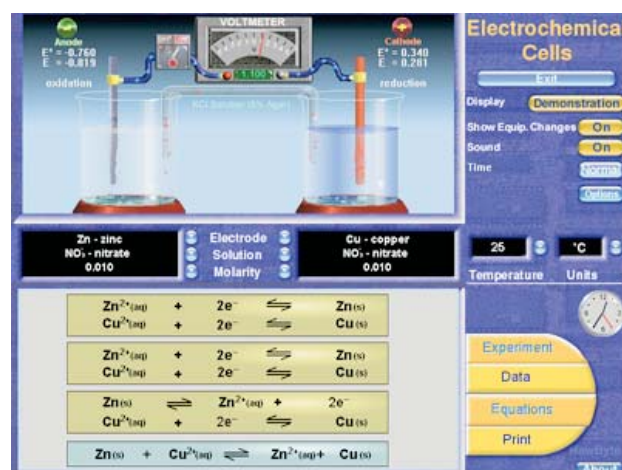 Anode
E° = -0.760
E = -0.819
oxidation
VOLTMETER
1.100
Cathode
E° = 0.340
E = 0.281
reduction
KCl Solution (5% Agar)
Zn - zinc
NO₃⁻ - nitrate
0.010
Electrode
Solution
Molarity
Cu - copper
NO₃⁻ - nitrate
0.010
Zn²⁺(aq) + 2e⁻ ⇌ Zn(s)
Cu²⁺(aq) + 2e⁻ ⇌ Cu(s)
Zn²⁺(aq) + 2e⁻ ⇌ Zn(s)
Cu²⁺(aq) + 2e⁻ ⇌ Cu(s)
Zn(s) ⇌ Zn²⁺(aq) + 2e⁻
Cu²⁺(aq) + 2e⁻ ⇌ Cu(s)
Zn(s) + Cu²⁺(aq) ⇌ Zn²⁺(aq) + Cu(s)
Electrochemica
Cells
Exit
Display Demonstration
Show Equip. Changes On
Sound On
Time Normal
Options
25 °C
Temperature Units
Experiment
Data
Equations
Print
About